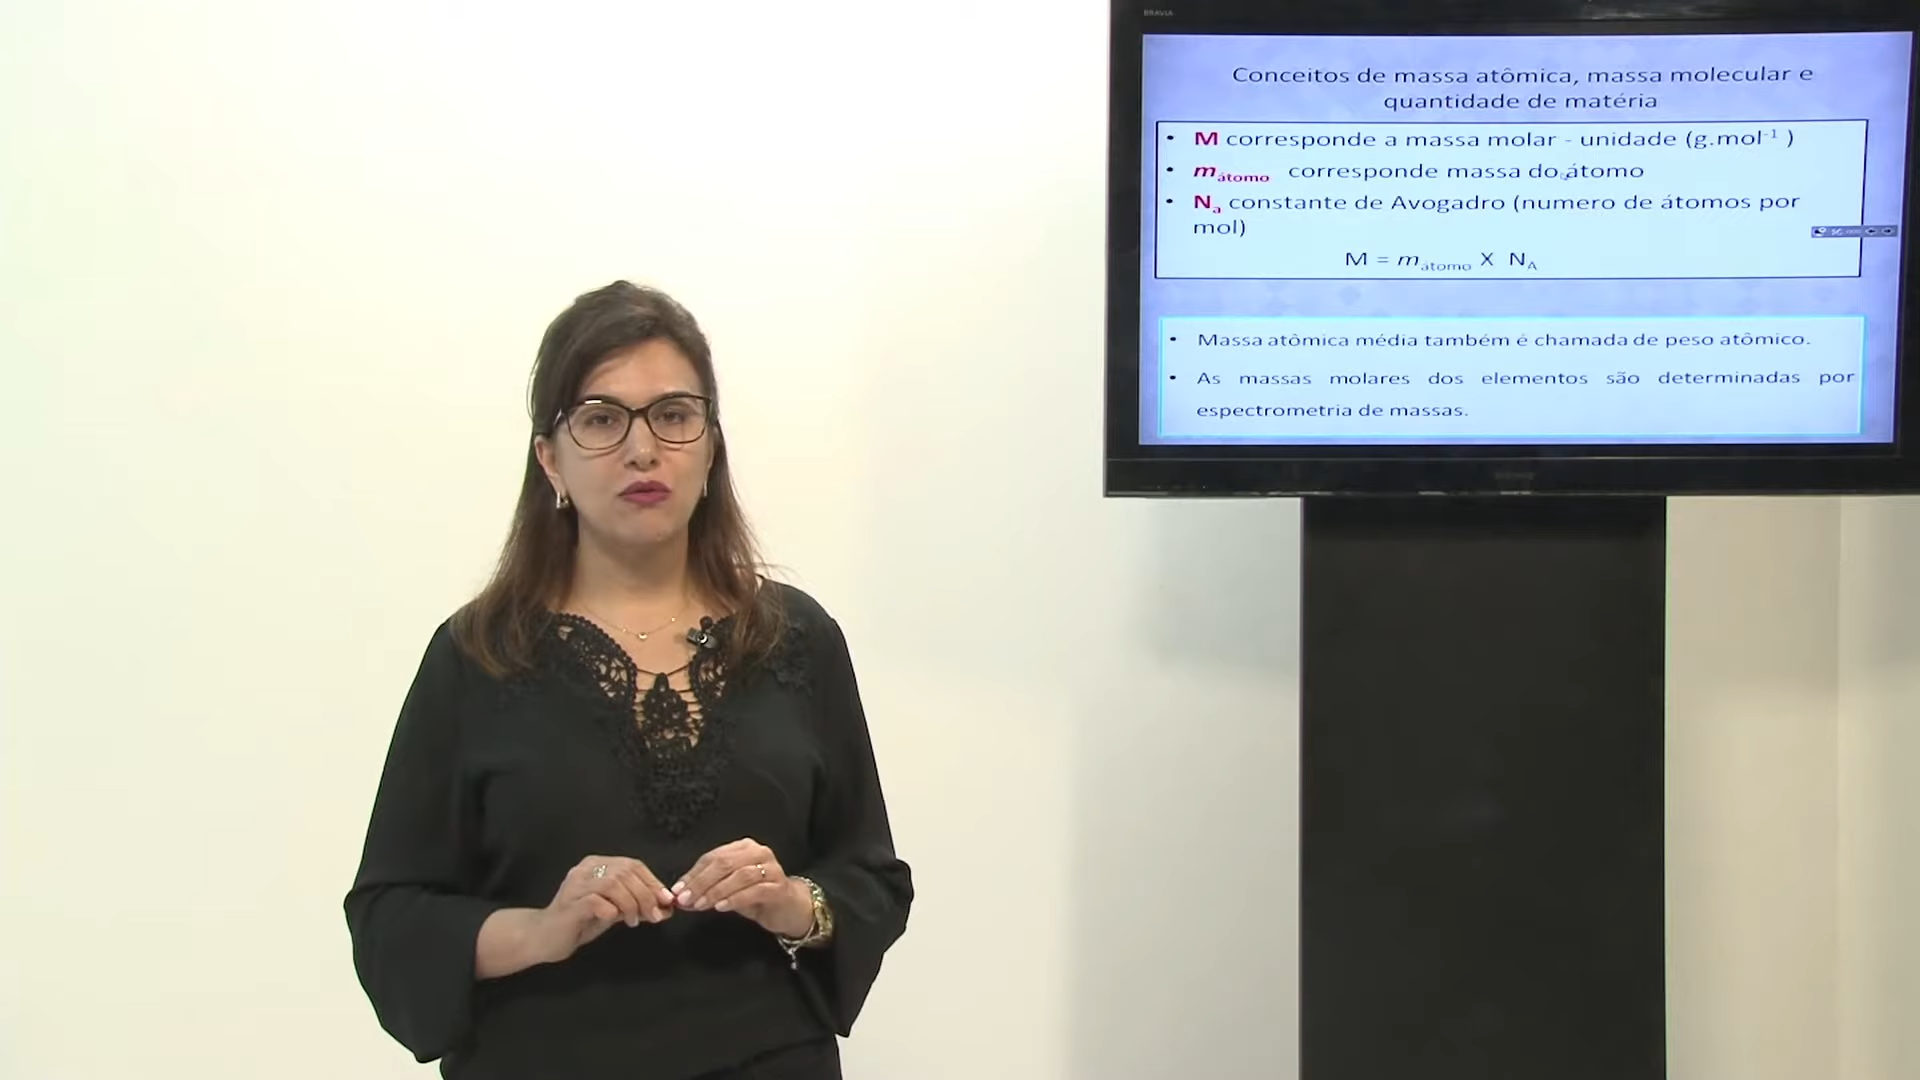 BRAVIA
Conceitos de massa atômica, massa molecular e
quantidade de matéria
• M corresponde a massa molar - unidade (g.mol⁻¹ )
• mátomo corresponde massa do átomo
• Na constante de Avogadro (numero de átomos por
mol)
M = matomo X NA
• Massa atômica média também é chamada de peso atômico.
• As massas molares dos elementos são determinadas por
espectrometria de massas.